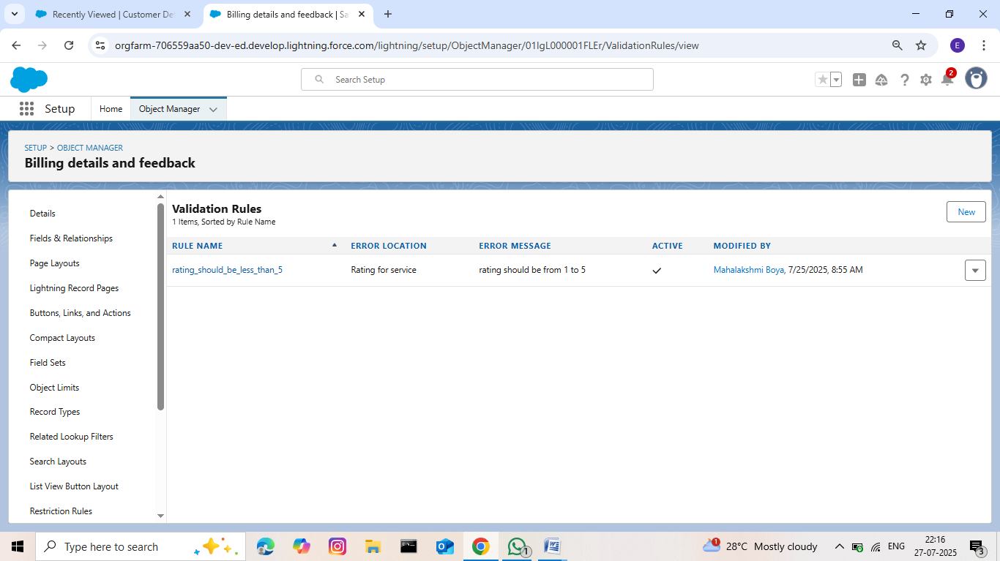 Recently Viewed | Customer De
Billing details and feedback | Sa
orgfarm-706559aa50-dev-ed.develop.lightning.force.com/lightning/setup/ObjectManager/01IgL000001FLEr/ValidationRules/view
E
Search Setup
2
Setup
Home
Object Manager
SETUP > OBJECT MANAGER
Billing details and feedback
Details
Fields & Relationships
Page Layouts
Lightning Record Pages
Buttons, Links, and Actions
Compact Layouts
Field Sets
Object Limits
Record Types
Related Lookup Filters
Search Layouts
List View Button Layout
Restriction Rules
Validation Rules
1 Items, Sorted by Rule Name
New
RULE NAME ERROR LOCATION ERROR MESSAGE ACTIVE MODIFIED BY
rating_should_be_less_than_5 Rating for service rating should be from 1 to 5 Mahalakshmi Boya, 7/25/2025, 8:55 AM
Type here to search
1
W
1
28°C Mostly cloudy
ENG
22:16
27-07-2025
3